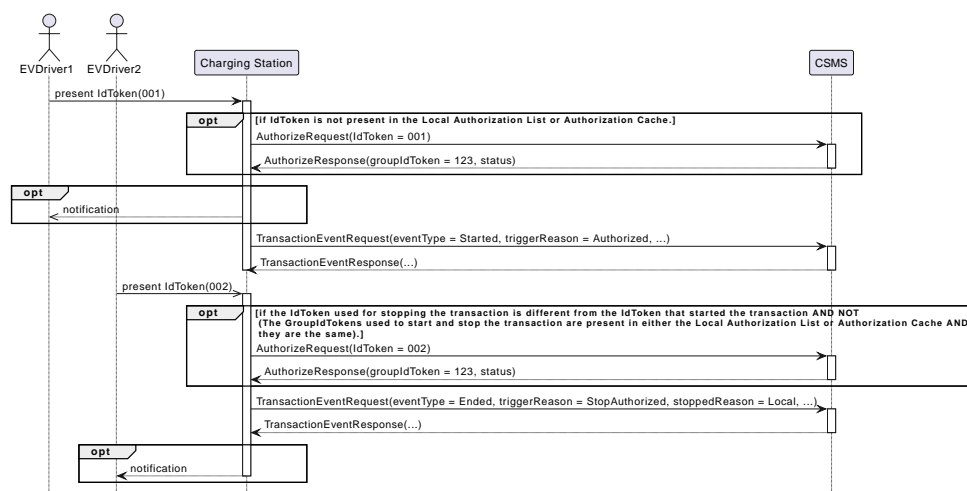 EVDriver1
EVDriver2
Charging Station
CSMS
present IdToken(001)
opt
[if IdToken is not present in the Local Authorization List or Authorization Cache.]
AuthorizeRequest(IdToken = 001)
AuthorizeResponse(groupIdToken = 123, status)
opt
notification
TransactionEventRequest(eventType = Started, triggerReason = Authorized, ...)
TransactionEventResponse(...)
present IdToken(002)
opt
[if the IdToken used for stopping the transaction is different from the IdToken that started the transaction AND NOT
(The GroupIdTokens used to start and stop the transaction are present in either the Local Authorization List or Authorization Cache AND
they are the same).]
AuthorizeRequest(IdToken = 002)
AuthorizeResponse(groupIdToken = 123, status)
TransactionEventRequest(eventType = Ended, triggerReason = StopAuthorized, stoppedReason = Local, ...)
TransactionEventResponse(...)
opt
notification